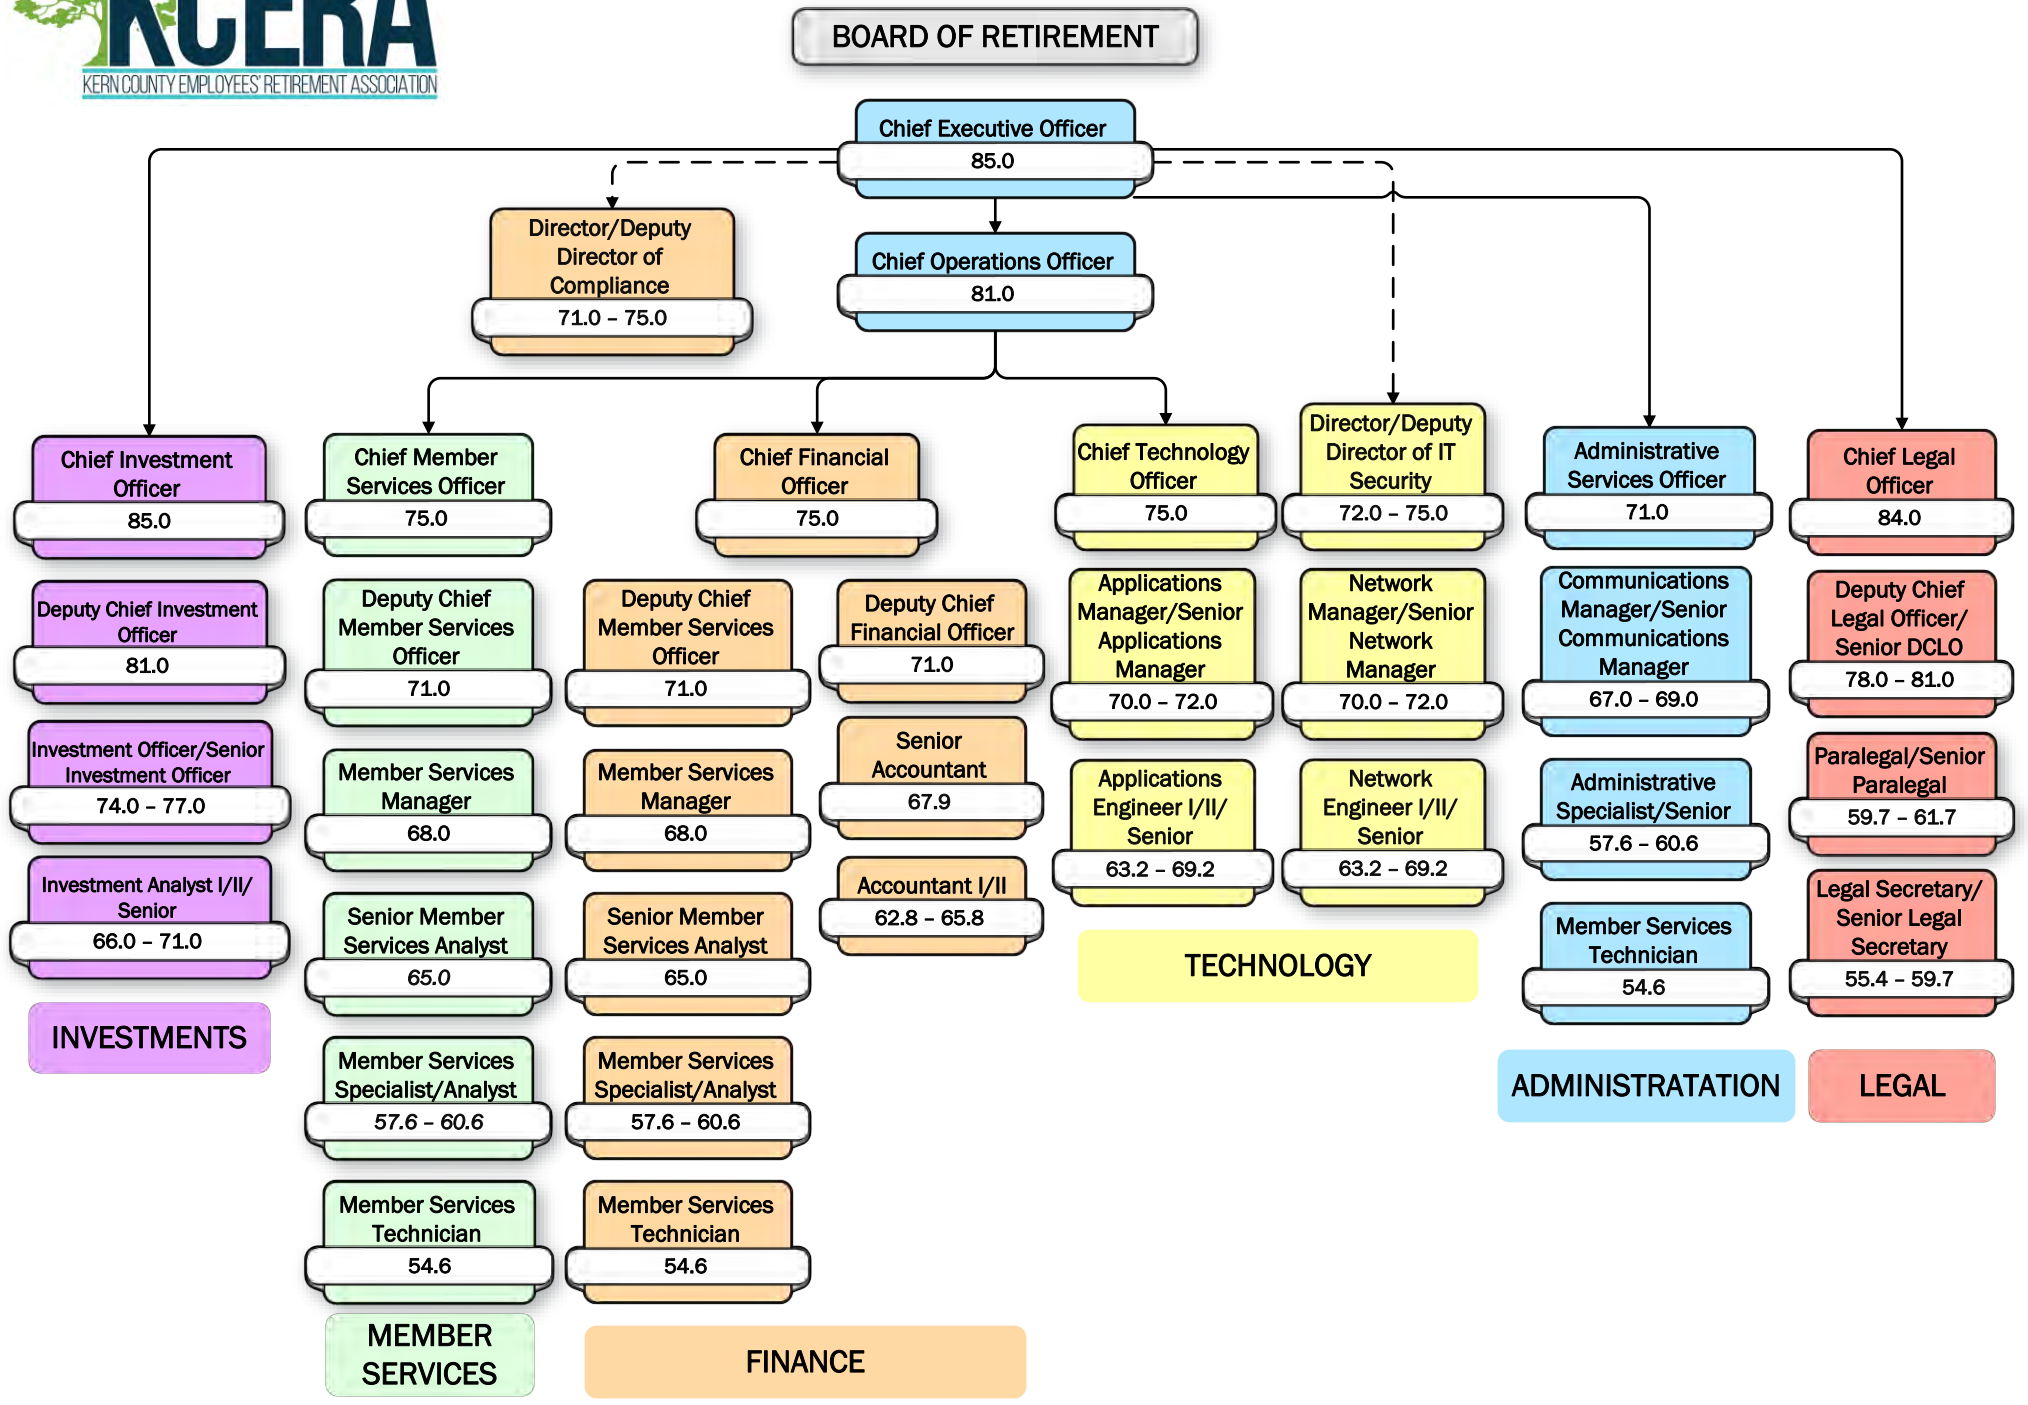 KCERA
KERN COUNTY EMPLOYEES' RETIREMENT ASSOCIATION
BOARD OF RETIREMENT
Chief Executive Officer
85.0
Director/Deputy
Director of
Compliance
71.0 – 75.0
Chief Operations Officer
81.0
Chief Investment
Officer
85.0
Deputy Chief Investment
Officer
81.0
Investment Officer/Senior
Investment Officer
74.0 – 77.0
Investment Analyst I/II/
Senior
66.0 – 71.0
INVESTMENTS
Chief Member
Services Officer
75.0
Deputy Chief
Member Services
Officer
71.0
Member Services
Manager
68.0
Senior Member
Services Analyst
65.0
Member Services
Specialist/Analyst
57.6 – 60.6
Member Services
Technician
54.6
MEMBER
SERVICES
Chief Financial
Officer
75.0
Deputy Chief
Member Services
Officer
71.0
Member Services
Manager
68.0
Senior Member
Services Analyst
65.0
Member Services
Specialist/Analyst
57.6 – 60.6
Member Services
Technician
54.6
Deputy Chief
Financial Officer
71.0
Senior
Accountant
67.9
Accountant I/II
62.8 – 65.8
FINANCE
Chief Technology
Officer
75.0
Applications
Manager/Senior
Applications
Manager
70.0 – 72.0
Applications
Engineer I/II/
Senior
63.2 – 69.2
Director/Deputy
Director of IT
Security
72.0 – 75.0
Network
Manager/Senior
Network
Manager
70.0 – 72.0
Network
Engineer I/II/
Senior
63.2 – 69.2
TECHNOLOGY
Administrative
Services Officer
71.0
Communications
Manager/Senior
Communications
Manager
67.0 – 69.0
Administrative
Specialist/Senior
57.6 – 60.6
Member Services
Technician
54.6
ADMINISTRATATION
Chief Legal
Officer
84.0
Deputy Chief
Legal Officer/
Senior DCLO
78.0 – 81.0
Paralegal/Senior
Paralegal
59.7 – 61.7
Legal Secretary/
Senior Legal
Secretary
55.4 – 59.7
LEGAL